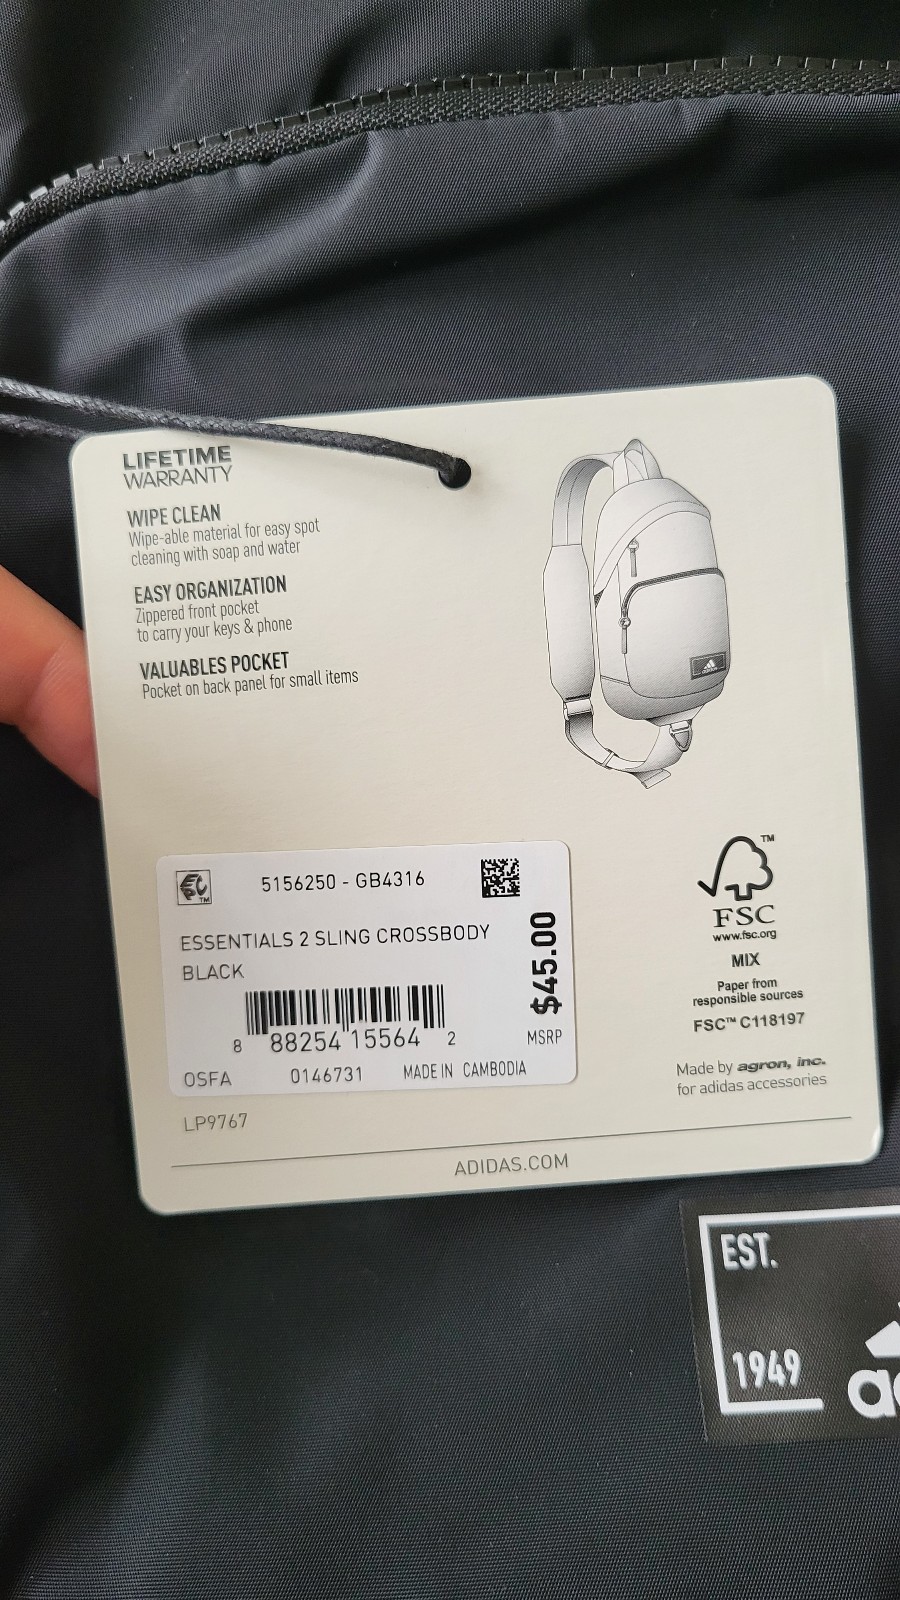 LIFETIME
WARRANTY
WIPE CLEAN
Wipe-able material for easy spot
cleaning with soap and water
EASY ORGANIZATION
Zippered front pocket
to carry your keys & phone
VALUABLES POCKET
Pocket on back panel for small items
5156250 - GB4316
ESSENTIALS 2 SLING CROSSBODY
BLACK
$45.00
MSRP
8 88254 15564 2
OSFA 0146731 MADE IN CAMBODIA
LP9767
TM
FSC
www.fsc.org
MIX
Paper from
responsible sources
FSC™ C118197
Made by agron, inc.
for adidas accessories
ADIDAS.COM
EST.
1949